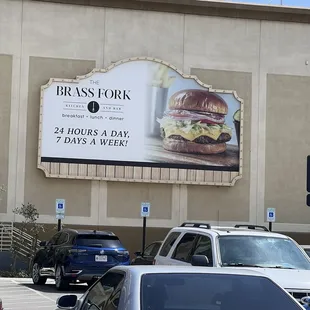 THE
BRASS FORK
KITCHEN AND BAR
breakfast • lunch • dinner
24 HOURS A DAY,
7 DAYS A WEEK!